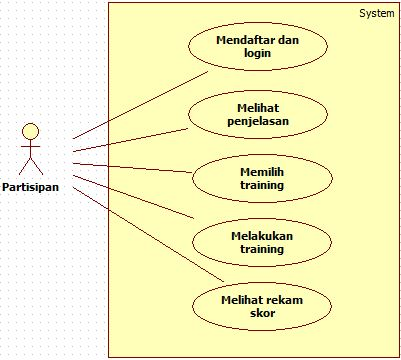 System
Mendaftar dan
login
Melihat
penjelasan
Partisipan
Memilih
training
Melakukan
training
Melihat rekam
skor